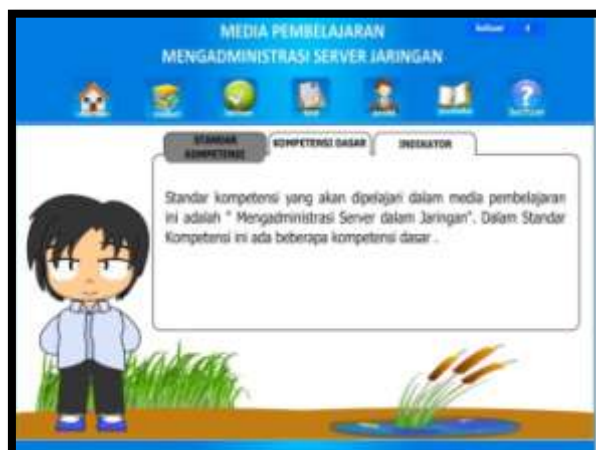 MEDIA PEMBELAJARAN
MENGADMINISTRASI SERVER JARINGAN
STANDAR
KOMPETENSI
KOMPETENSI DASAR
INDIKATOR
Standar kompetensi yang akan dipelajari dalam media pembelajaran
ini adalah " Mengadministrasi Server dalam Jaringan". Dalam Standar
Kompetensi ini ada beberapa kompetensi dasar .